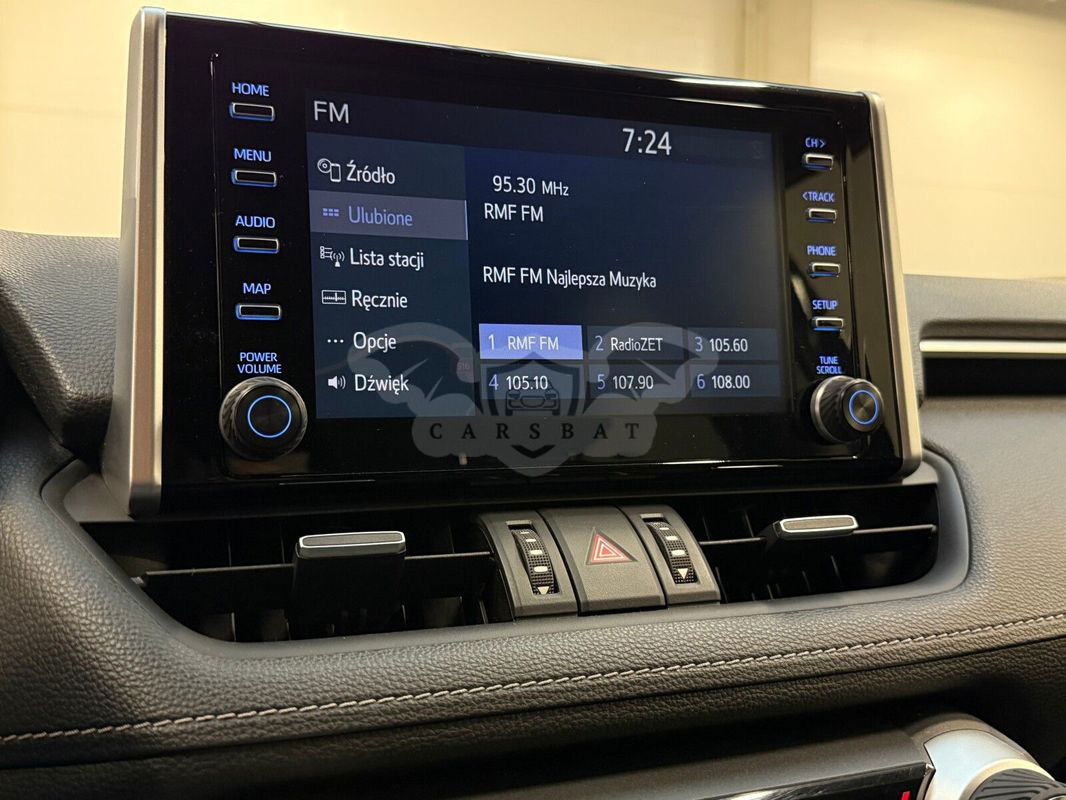 HOME
MENU
AUDIO
MAP
POWER
VOLUME
FM
7:24
Źródło
Ulubione
Lista stacji
Ręcznie
Opcje
Dźwięk
95.30 MHz
RMF FM
RMF FM Najlepsza Muzyka
1 RMF FM
2 RadioZET
3 105.60
4 105.10
5 107.90
6 108.00
CH >
< TRACK
PHONE
SETUP
TUNE
SCROLL
CARSBAT